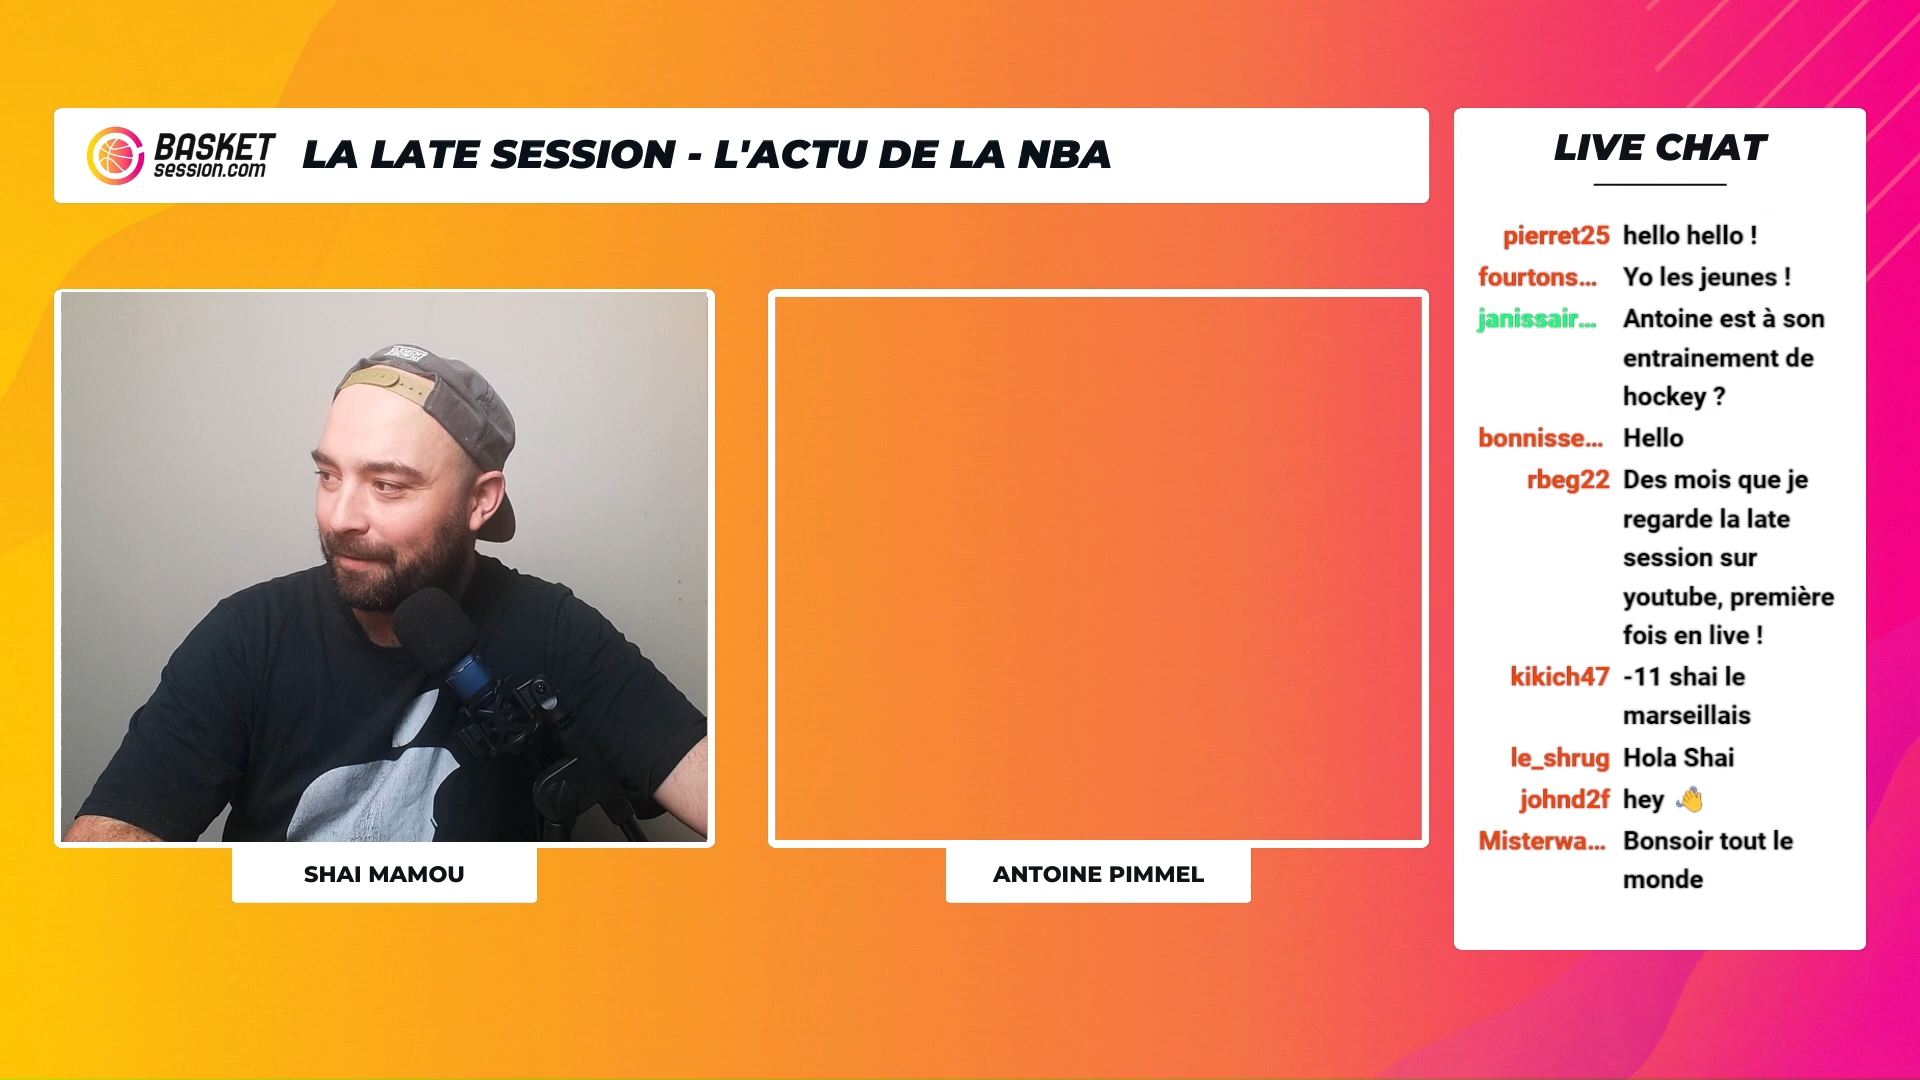 BASKET
SESSION.COM
LA LATE SESSION - L'ACTU DE LA NBA
SHAI MAMOU
ANTOINE PIMMEL
LIVE CHAT
pierret25 hello hello !
fourtons... Yo les jeunes !
janissair... Antoine est à son
entrainement de
hockey ?
bonnisse... Hello
rbeg22 Des mois que je
regarde la late
session sur
youtube, première
fois en live !
kikich47 -11 shai le
marseillais
le_shrug Hola Shai
johnd2f hey 👋
Misterwa... Bonsoir tout le
monde